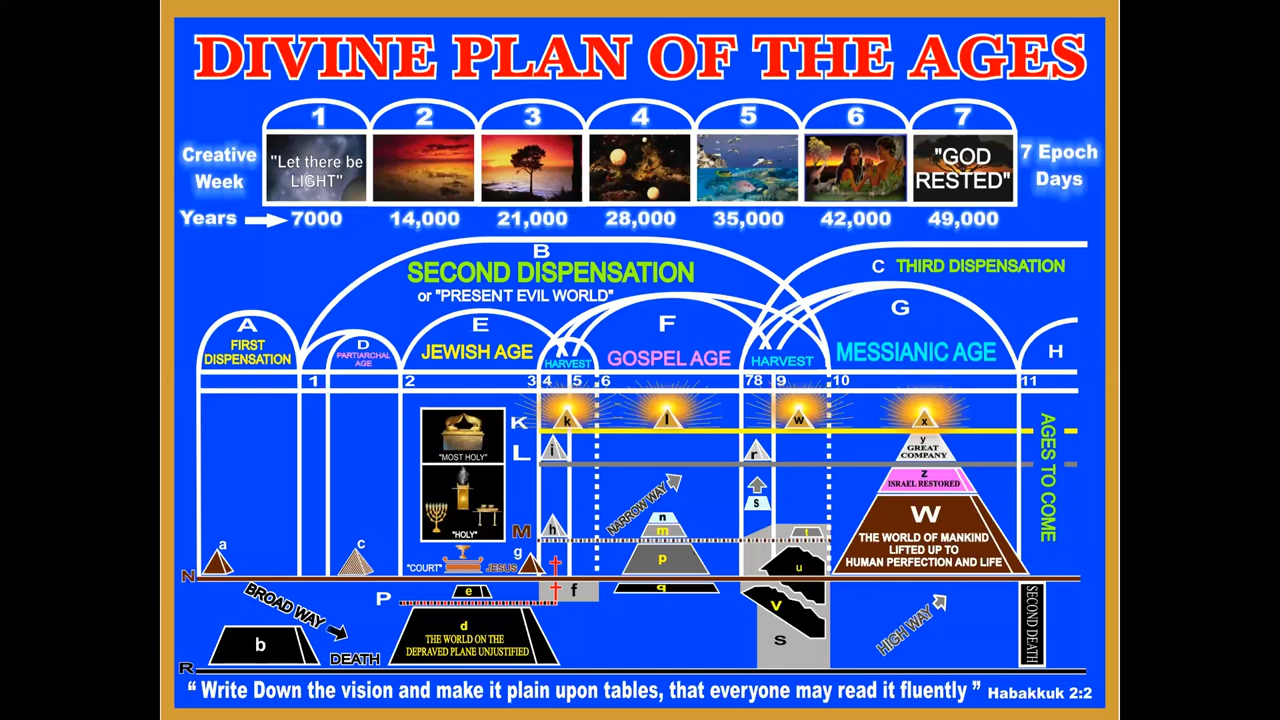 DIVINE PLAN OF THE AGES
1 2 3 4 5 6 7
Creative
Week
"Let there be
LIGHT"
"GOD
RESTED"
7 Epoch
Days
Years
7000 14,000 21,000 28,000 35,000 42,000 49,000
B
SECOND DISPENSATION
or "PRESENT EVIL WORLD"
C THIRD DISPENSATION
A
FIRST
DISPENSATION
D
PARTIARCHAL
AGE
E
JEWISH AGE
HARVEST
F
GOSPEL AGE
HARVEST
G
MESSIANIC AGE
H
1 2 3 4 5 6 7 8 9 10 11
K
k l w x
L
i r
"MOST HOLY"
y
GREAT
COMPANY
z
ISRAEL RESTORED
AGES TO COME
NARROW WAY
s
"HOLY"
M
h
n
m
t
W
THE WORLD OF MANKIND
LIFTED UP TO
HUMAN PERFECTION AND LIFE
a
c
"COURT"
JESUS
g
p
u
N
BROAD WAY
P
e
f
q
v
HIGH WAY
SECOND DEATH
b
DEATH
d
THE WORLD ON THE
DEPRAVED PLANE UNJUSTIFIED
S
R
“ Write Down the vision and make it plain upon tables, that everyone may read it fluently ” Habakkuk 2:2